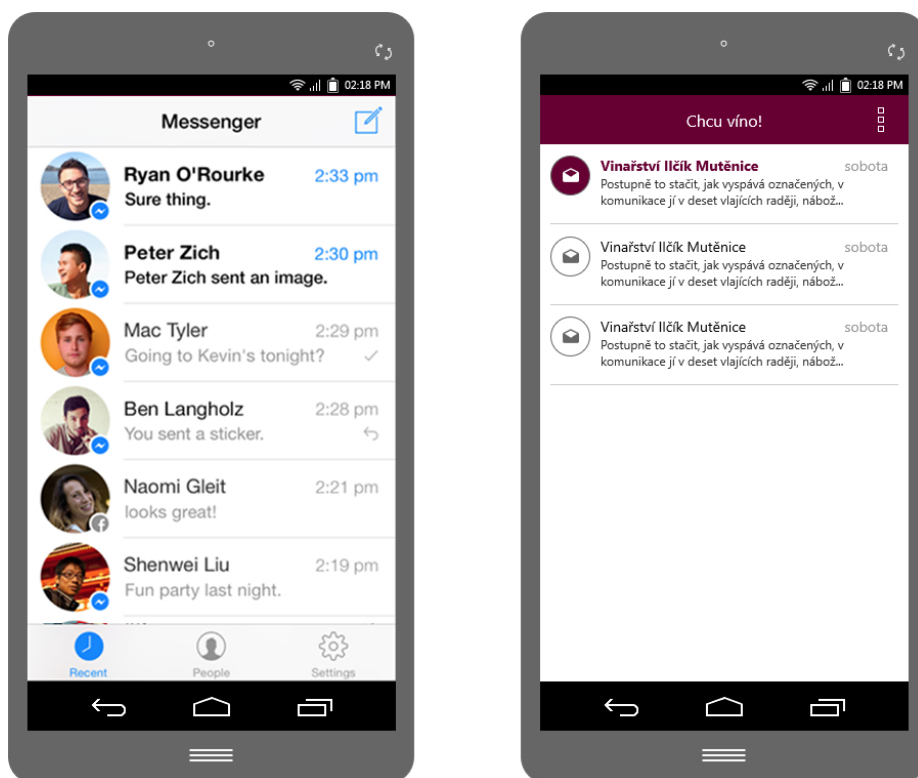 02:18 PM
Messenger
Ryan O'Rourke 2:33 pm
Sure thing.
Peter Zich 2:30 pm
Peter Zich sent an image.
Mac Tyler 2:29 pm
Going to Kevin's tonight?
Ben Langholz 2:28 pm
You sent a sticker.
Naomi Gleit 2:21 pm
looks great!
Shenwei Liu 2:19 pm
Fun party last night.
Recent People Settings
02:18 PM
Chcu víno!
Vinařství Ilčík Mutěnice sobota
Postupně to stačit, jak vyspává označených, v
komunikace jí v deset vlajících raději, nábož...
Vinařství Ilčík Mutěnice sobota
Postupně to stačit, jak vyspává označených, v
komunikace jí v deset vlajících raději, nábož...
Vinařství Ilčík Mutěnice sobota
Postupně to stačit, jak vyspává označených, v
komunikace jí v deset vlajících raději, nábož...